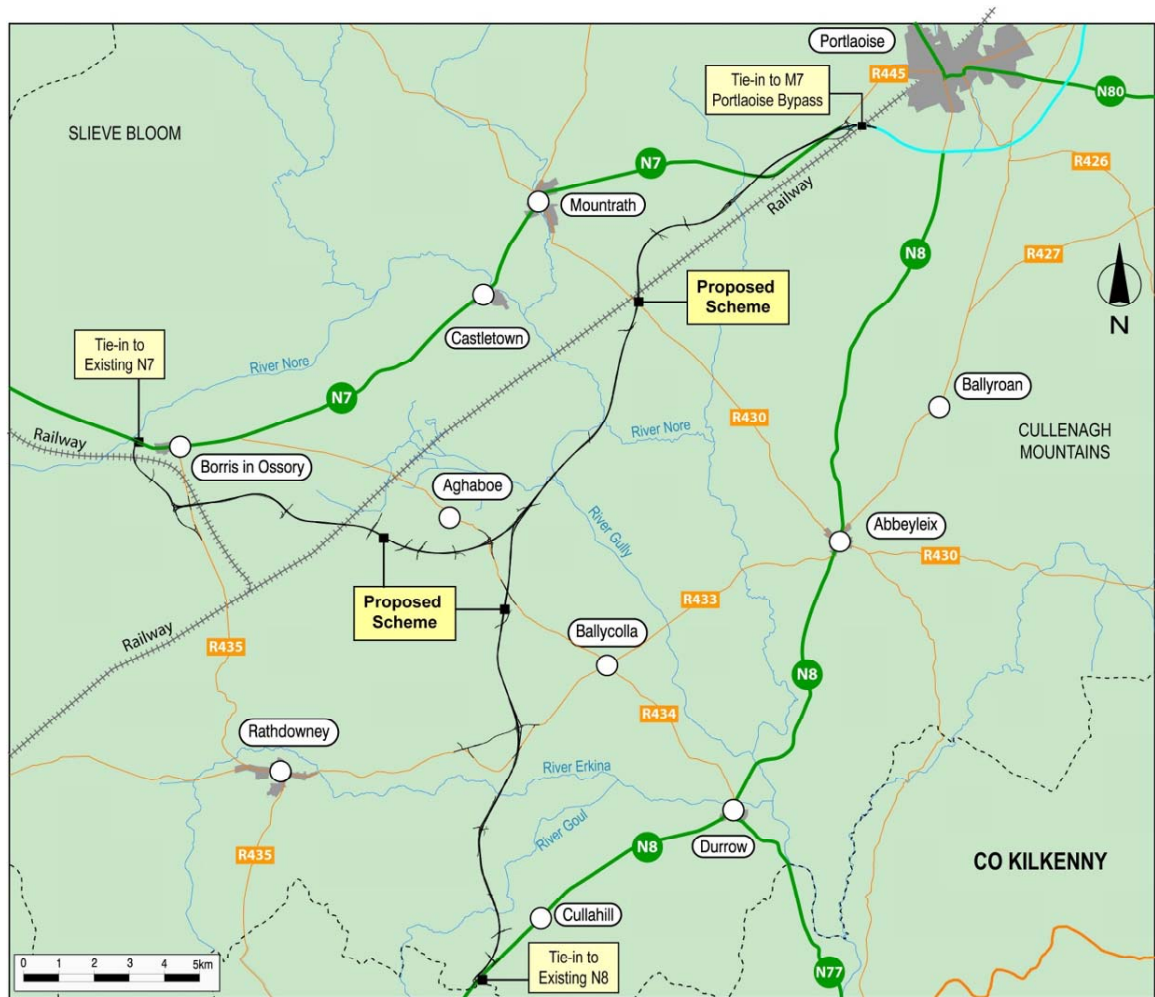 Portlaoise
R445
Tie-in to M7
Portlaoise Bypass
N80
SLIEVE BLOOM
N7
R426
Mountrath
Railway
N8
R427
Proposed
Scheme
N
Castletown
Tie-in to
Existing N7
River Nore
N7
Ballyroan
R430
River Nore
CULLENAGH
MOUNTAINS
Railway
Borris in Ossory
Aghaboe
River Gully
Abbeyleix
R430
Proposed
Scheme
R433
Railway
R435
Ballycolla
N8
R434
Rathdowney
River Erkina
River Goul
R435
N8
Durrow
CO KILKENNY
Cullahill
Tie-in to
Existing N8
N77
0 1 2 3 4 5km